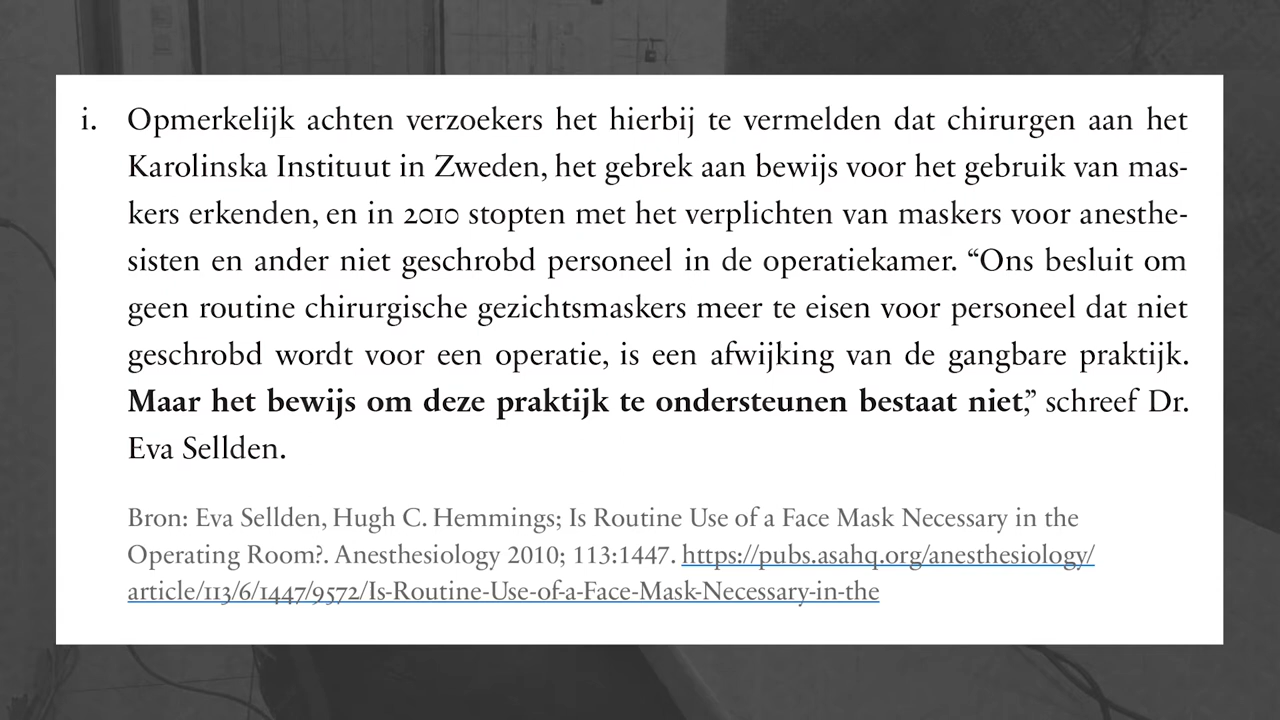 i. Opmerkelijk achten verzoekers het hierbij te vermelden dat chirurgen aan het
Karolinska Instituut in Zweden, het gebrek aan bewijs voor het gebruik van mas-
kers erkenden, en in 2010 stopten met het verplichten van maskers voor anesthe-
sisten en ander niet geschrobd personeel in de operatiekamer. “Ons besluit om
geen routine chirurgische gezichtsmaskers meer te eisen voor personeel dat niet
geschrobd wordt voor een operatie, is een afwijking van de gangbare praktijk.
Maar het bewijs om deze praktijk te ondersteunen bestaat niet,” schreef Dr.
Eva Sellden.
Bron: Eva Sellden, Hugh C. Hemmings; Is Routine Use of a Face Mask Necessary in the
Operating Room?. Anesthesiology 2010; 113:1447. https://pubs.asahq.org/anesthesiology/
article/113/6/1447/9572/Is-Routine-Use-of-a-Face-Mask-Necessary-in-the